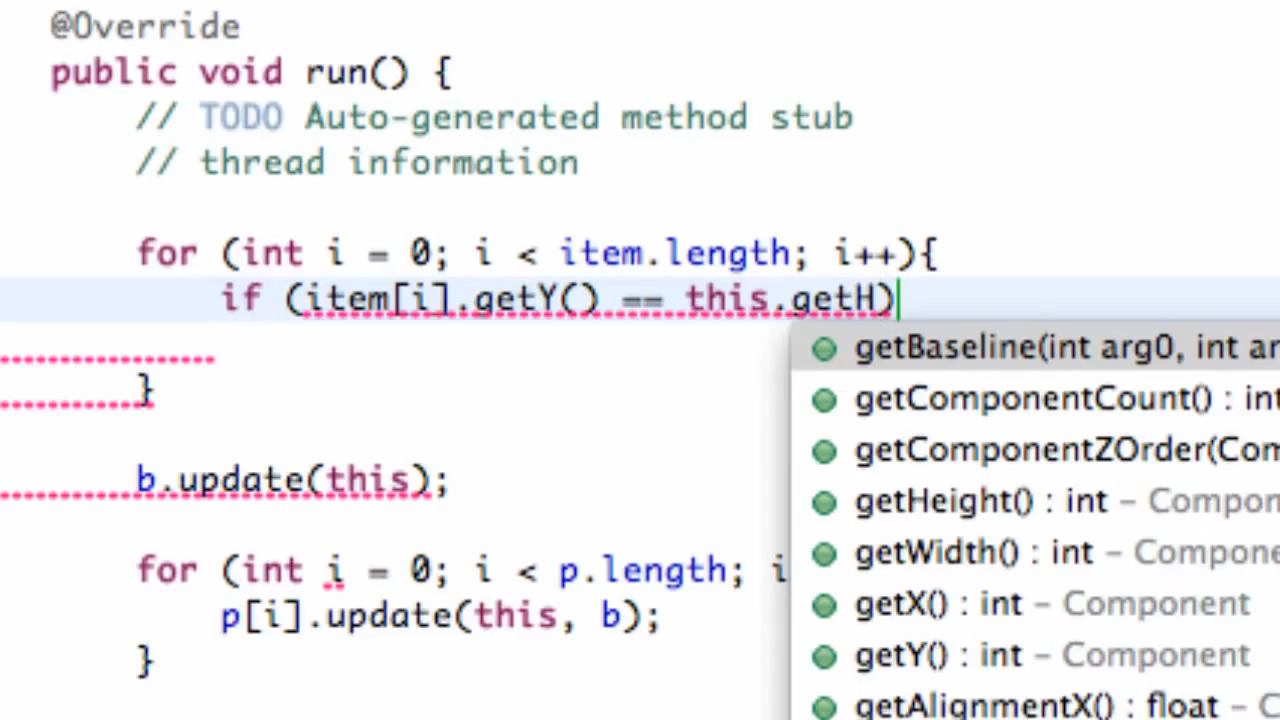 @Override
public void run() {
// TODO Auto-generated method stub
// thread information
for (int i = 0; i < item.length; i++){
if (item[i].getY() == this.getH)
getBaseline(int arg0, int ar
}
getComponentCount() : int
getComponentZOrder(Com
b.update(this);
getHeight() : int – Compon
getWidth() : int – Compone
for (int i = 0; i < p.length; i
getX() : int – Component
p[i].update(this, b);
getY() : int – Component
}
getAlignmentX() : float – C